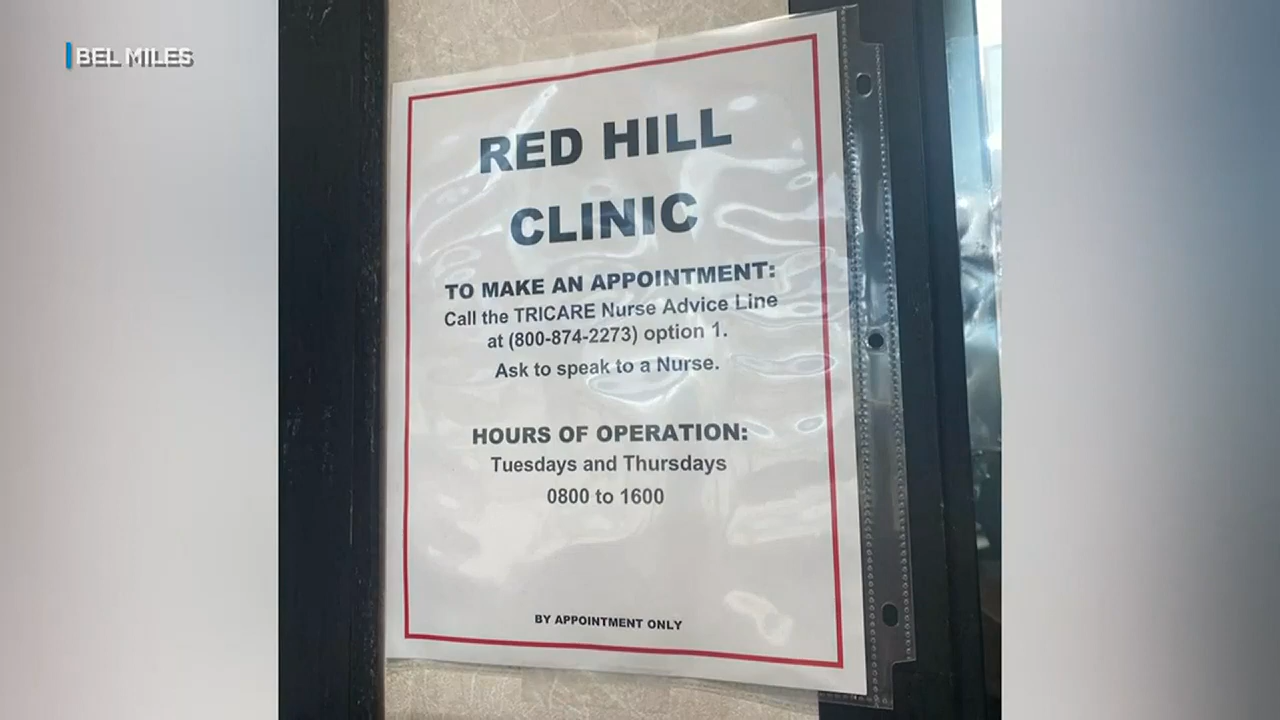 BEL MILES
RED HILL
CLINIC
TO MAKE AN APPOINTMENT:
Call the TRICARE Nurse Advice Line
at (800-874-2273) option 1.
Ask to speak to a Nurse.
HOURS OF OPERATION:
Tuesdays and Thursdays
0800 to 1600
BY APPOINTMENT ONLY